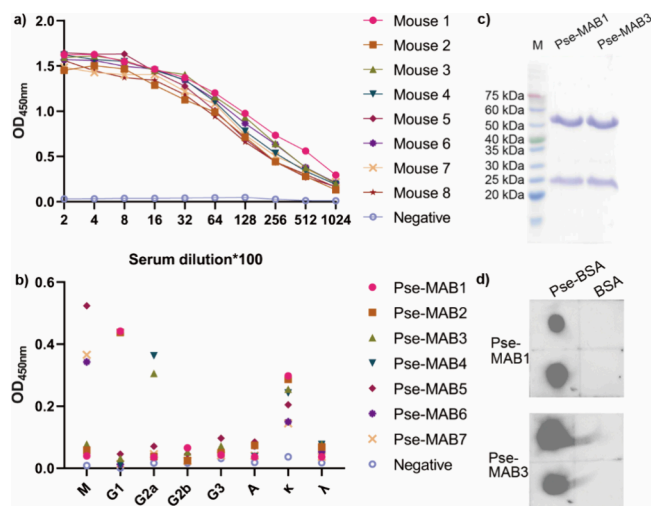 a)
OD450nm
2.0
1.5
1.0
0.5
0.0
2 4 8 16 32 64 128 256 512 1024
Serum dilution*100
Mouse 1
Mouse 2
Mouse 3
Mouse 4
Mouse 5
Mouse 6
Mouse 7
Mouse 8
Negative
b)
OD450nm
0.6
0.4
0.2
0.0
M G1 G2a G2b G3 A κ λ
Pse-MAB1
Pse-MAB2
Pse-MAB3
Pse-MAB4
Pse-MAB5
Pse-MAB6
Pse-MAB7
Negative
c)
M Pse-MAB1 Pse-MAB3
75 kDa
60 kDa
50 kDa
40 kDa
35 kDa
30 kDa
25 kDa
20 kDa
d)
Pse-BSA BSA
Pse-
MAB1
Pse-
MAB3